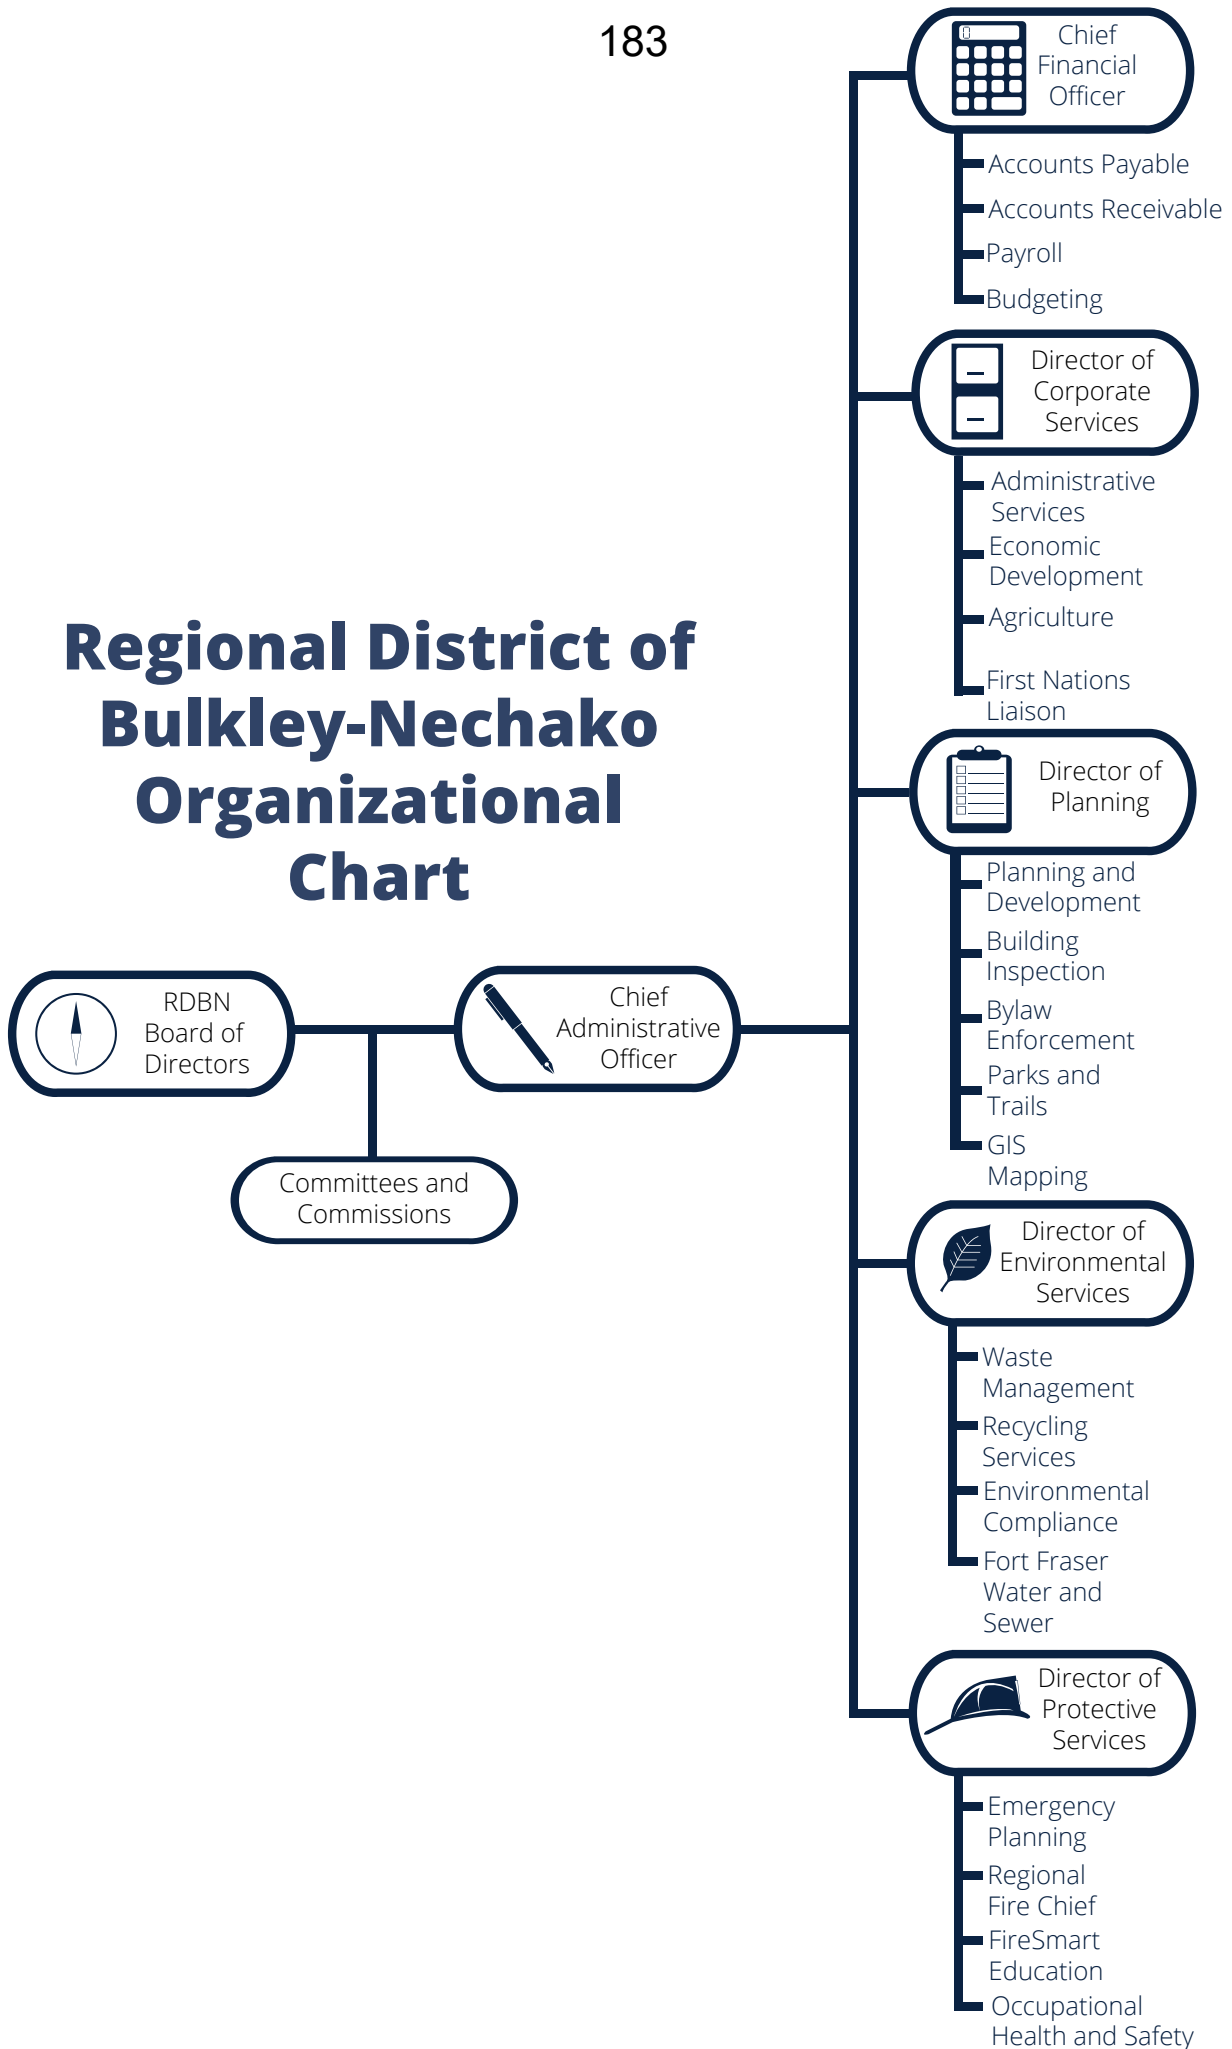 183
Chief
Financial
Officer
Accounts Payable
Accounts Receivable
Payroll
Budgeting
Director of
Corporate
Services
Administrative
Services
Economic
Development
Agriculture
First Nations
Liaison
Regional District of
Bulkley-Nechako
Organizational
Chart
Director of
Planning
Planning and
Development
Building
Inspection
Bylaw
Enforcement
Parks and
Trails
GIS
Mapping
RDBN
Board of
Directors
Chief
Administrative
Officer
Committees and
Commissions
Director of
Environmental
Services
Waste
Management
Recycling
Services
Environmental
Compliance
Fort Fraser
Water and
Sewer
Director of
Protective
Services
Emergency
Planning
Regional
Fire Chief
FireSmart
Education
Occupational
Health and Safety